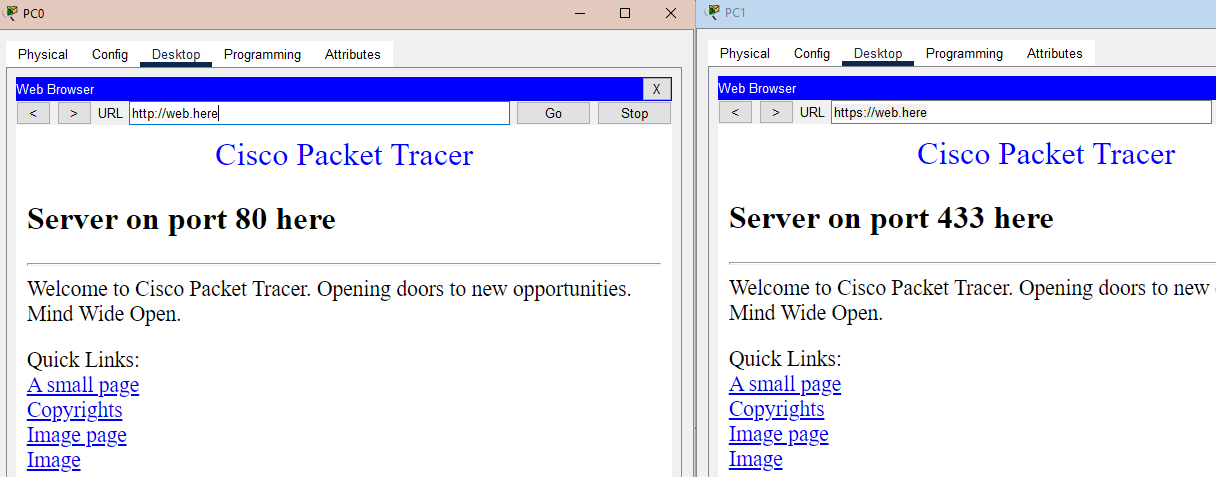 PC0
Physical Config Desktop Programming Attributes
Web Browser X
< > URL http://web.here Go Stop
Cisco Packet Tracer
Server on port 80 here
Welcome to Cisco Packet Tracer. Opening doors to new opportunities.
Mind Wide Open.
Quick Links:
A small page
Copyrights
Image page
Image
PC1
Physical Config Desktop Programming Attributes
Web Browser
< > URL https://web.here
Cisco Packet Tracer
Server on port 433 here
Welcome to Cisco Packet Tracer. Opening doors to new
Mind Wide Open.
Quick Links:
A small page
Copyrights
Image page
Image